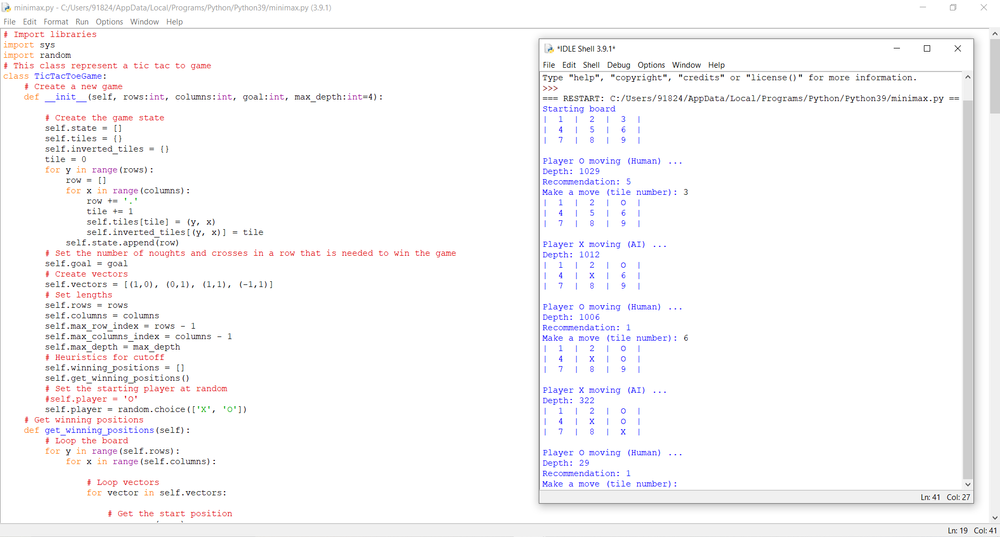 minimax.py - C:/Users/91824/AppData/Local/Programs/Python/Python39/minimax.py (3.9.1)
File Edit Format Run Options Window Help
# Import libraries
import sys
import random
# This class represent a tic tac to game
class TicTacToeGame:
    # Create a new game
    def __init__(self, rows:int, columns:int, goal:int, max_depth:int=4):
        # Create the game state
        self.state = []
        self.tiles = {}
        self.inverted_tiles = {}
        tile = 0
        for y in range(rows):
            row = []
            for x in range(columns):
                row += '.'
                tile += 1
                self.tiles[tile] = (y, x)
                self.inverted_tiles[(y, x)] = tile
            self.state.append(row)
        # Set the number of noughts and crosses in a row that is needed to win the game
        self.goal = goal
        # Create vectors
        self.vectors = [(1,0), (0,1), (1,1), (-1,1)]
        # Set lengths
        self.rows = rows
        self.columns = columns
        self.max_row_index = rows - 1
        self.max_columns_index = columns - 1
        self.max_depth = max_depth
        # Heuristics for cutoff
        self.winning_positions = []
        self.get_winning_positions()
        # Set the starting player at random
        #self.player = 'O'
        self.player = random.choice(['X', 'O'])
    # Get winning positions
    def get_winning_positions(self):
        # Loop the board
        for y in range(self.rows):
            for x in range(self.columns):
                # Loop vectors
                for vector in self.vectors:
                    # Get the start position
Ln: 19 Col: 41
*IDLE Shell 3.9.1*
File Edit Shell Debug Options Window Help
Type "help", "copyright", "credits" or "license()" for more information.
>>>
=== RESTART: C:/Users/91824/AppData/Local/Programs/Python/Python39/minimax.py ==
Starting board
|  1  |  2  |  3  |
|  4  |  5  |  6  |
|  7  |  8  |  9  |
Player O moving (Human) ...
Depth: 1029
Recommendation: 5
Make a move (tile number): 3
|  1  |  2  |  O  |
|  4  |  5  |  6  |
|  7  |  8  |  9  |
Player X moving (AI) ...
Depth: 1012
|  1  |  2  |  O  |
|  4  |  X  |  6  |
|  7  |  8  |  9  |
Player O moving (Human) ...
Depth: 1006
Recommendation: 1
Make a move (tile number): 6
|  1  |  2  |  O  |
|  4  |  X  |  O  |
|  7  |  8  |  9  |
Player X moving (AI) ...
Depth: 322
|  1  |  2  |  O  |
|  4  |  X  |  O  |
|  7  |  8  |  X  |
Player O moving (Human) ...
Depth: 29
Recommendation: 1
Make a move (tile number):
Ln: 41 Col: 27